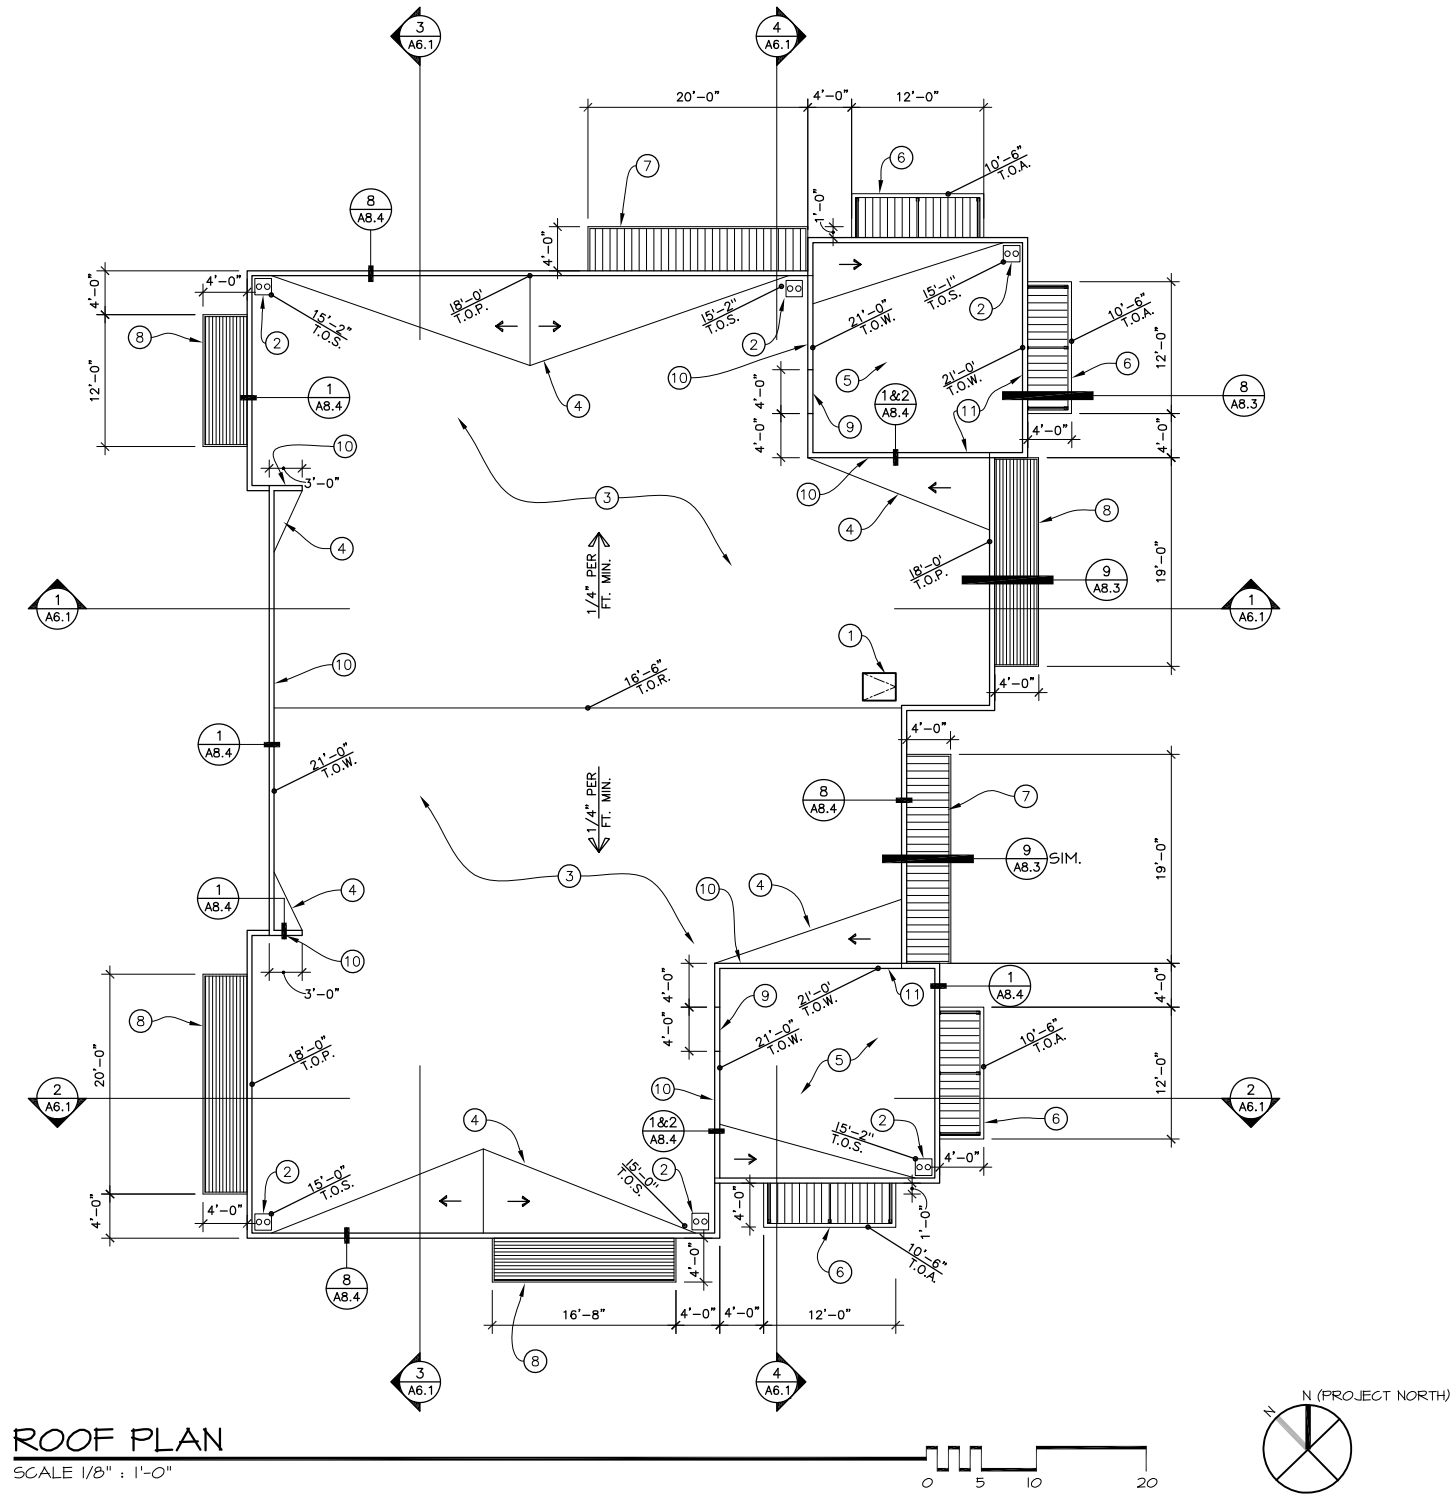 3
A6.1
4
A6.1
20'-0"
4'-0"
12'-0"
7
6
10'-6"
T.O.A.
8
A8.4
1'-0"
4'-0"
4'-0"
4'-0"
2
15'-2"
T.O.S.
18'-0'
T.O.P.
15'-2"
T.O.S.
2
15'-1"
T.O.S.
2
21'-0"
T.O.W.
10'-6"
T.O.A.
12'-0"
8
12'-0"
1
A8.4
4
10
5
21'-0'
T.O.W.
6
1&2
A8.4
11
8
A8.3
4'-0"
4'-0"
9
4'-0"
4'-0"
10
3'-0"
3
10
4
8
4
1/4" PER
FT. MIN.
18'-0'
T.O.P.
9
A8.3
19'-0"
1
A6.1
1
A6.1
1
10
16'-6"
T.O.R.
4'-0"
4'-0"
1
A8.4
21'-0"
T.O.W.
1/4" PER
FT. MIN.
8
A8.4
7
9
A8.3
SIM.
19'-0"
3
1
A8.4
4
10
4
10
3'-0"
4'-0"
4'-0"
9
21'-0'
T.O.W.
11
1
A8.4
4'-0"
8
20'-0"
18'-0"
T.O.P.
21'-0"
T.O.W.
5
10'-6"
T.O.A.
12'-0"
2
A6.1
10
2
A6.1
4
1&2
A8.4
15'-2"
T.O.S.
2
6
4'-0"
2
15'-0"
T.O.S.
15'-0"
T.O.S.
2
4'-0"
4'-0"
4'-0"
1'-0"
8
A8.4
4'-0"
6
10'-6"
T.O.A.
16'-8"
4'-0"
4'-0"
12'-0"
8
3
A6.1
4
A6.1
N (PROJECT NORTH)
N
ROOF PLAN
SCALE 1/8" : 1'-0"
0
5
10
20